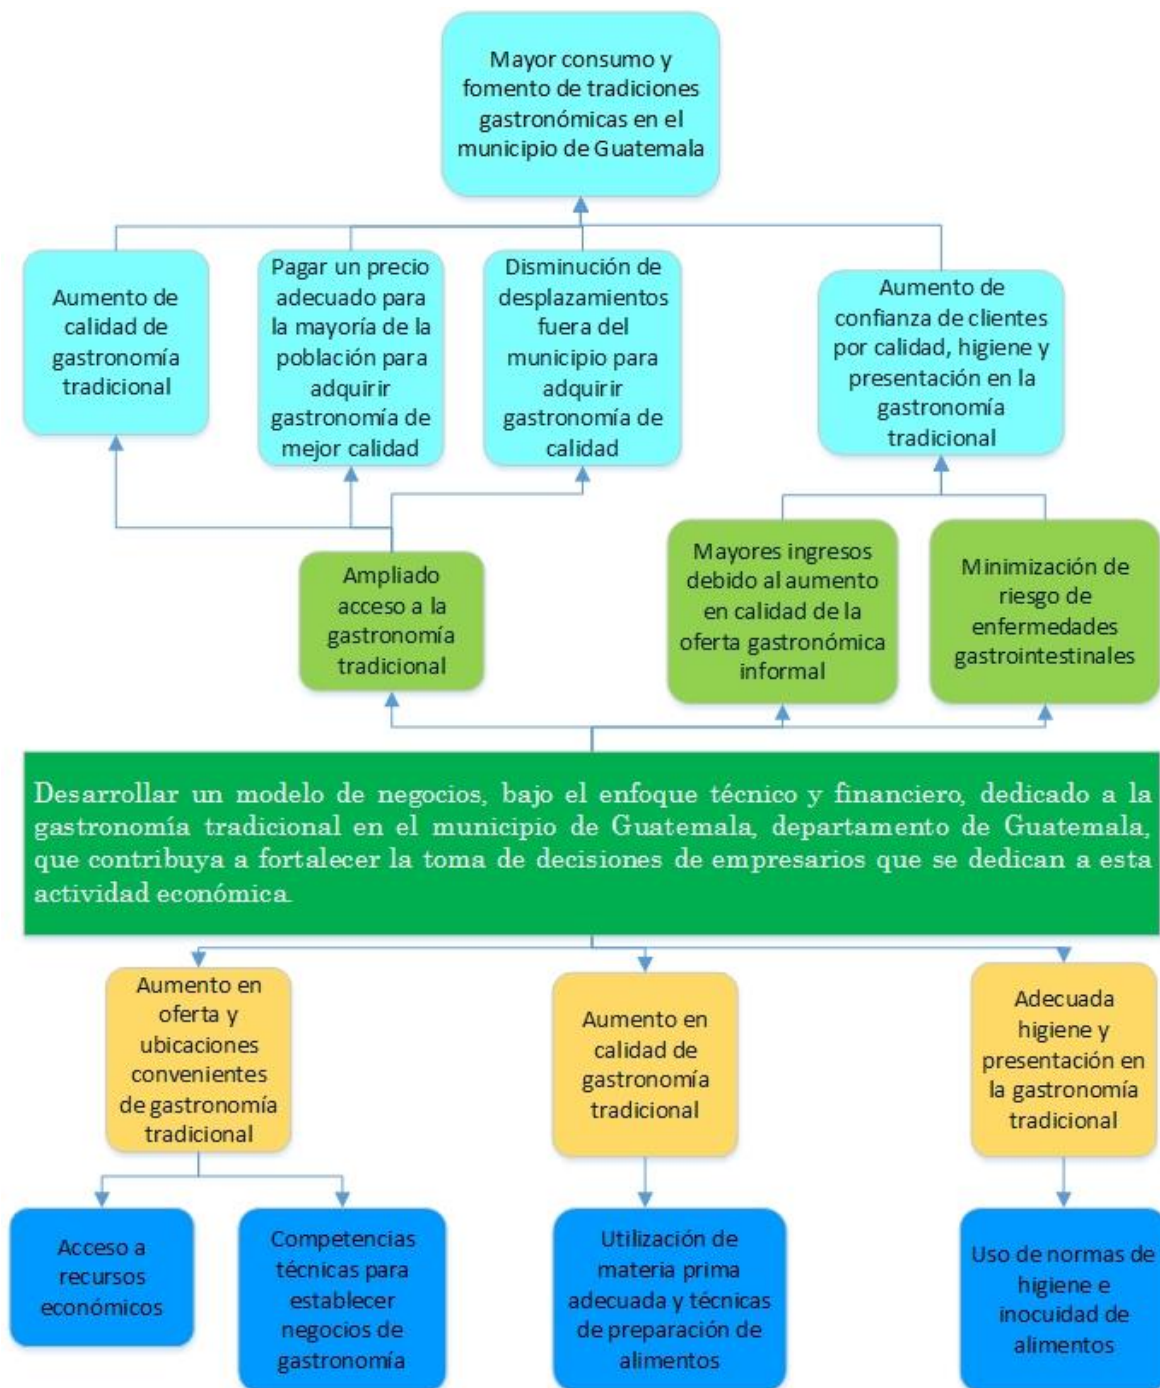 Mayor consumo y
fomento de tradiciones
gastronómicas en el
municipio de Guatemala
Aumento de
calidad de
gastronomía
tradicional
Pagar un precio
adecuado para
la mayoría de la
población para
adquirir
gastronomía de
mejor calidad
Disminución de
desplazamientos
fuera del
municipio para
adquirir
gastronomía de
calidad
Aumento de
confianza de clientes
por calidad, higiene y
presentación en la
gastronomía
tradicional
Ampliado
acceso a la
gastronomía
tradicional
Mayores ingresos
debido al aumento
en calidad de la
oferta gastronómica
informal
Minimización de
riesgo de
enfermedades
gastrointestinales
Desarrollar un modelo de negocios, bajo el enfoque técnico y financiero, dedicado a la
gastronomía tradicional en el municipio de Guatemala, departamento de Guatemala,
que contribuya a fortalecer la toma de decisiones de empresarios que se dedican a esta
actividad económica.
Aumento en
oferta y
ubicaciones
convenientes
de gastronomía
tradicional
Aumento en
calidad de
gastronomía
tradicional
Adecuada
higiene y
presentación en
la gastronomía
tradicional
Acceso a
recursos
económicos
Competencias
técnicas para
establecer
negocios de
gastronomía
Utilización de
materia prima
adecuada y técnicas
de preparación de
alimentos
Uso de normas de
higiene e
inocuidad de
alimentos